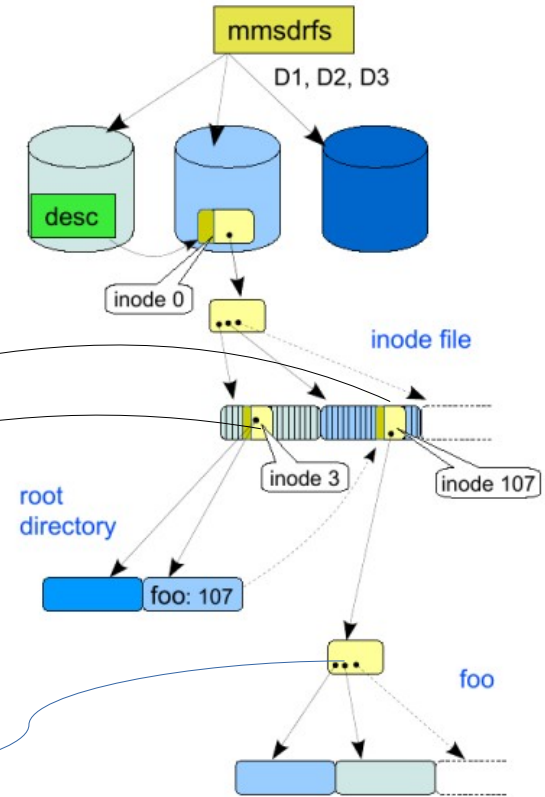 mmsdrfs
D1, D2, D3
desc
inode 0
inode file
inode 3
inode 107
root
directory
foo: 107
foo